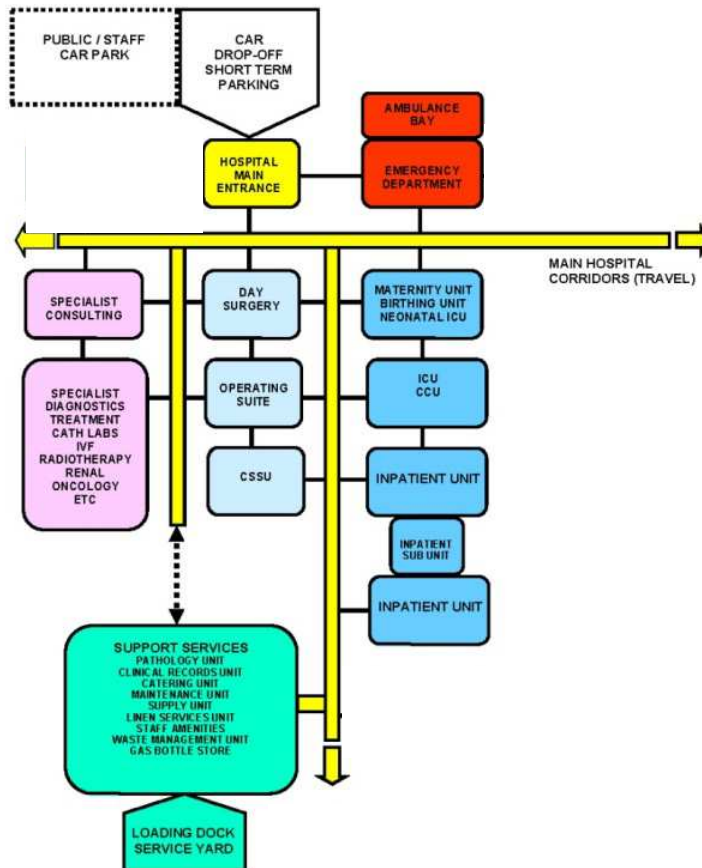 PUBLIC / STAFF
CAR PARK
CAR
DROP-OFF
SHORT TERM
PARKING
AMBULANCE
BAY
HOSPITAL
MAIN
ENTRANCE
EMERGENCY
DEPARTMENT
MAIN HOSPITAL
CORRIDORS (TRAVEL)
SPECIALIST
CONSULTING
DAY
SURGERY
MATERNITY UNIT
BIRTHING UNIT
NEONATAL ICU
SPECIALIST
DIAGNOSTICS
TREATMENT
CATH LABS
IVF
RADIOTHERAPY
RENAL
ONCOLOGY
ETC
OPERATING
SUITE
ICU
CCU
CSSU
INPATIENT UNIT
INPATIENT
SUB UNIT
INPATIENT UNIT
SUPPORT SERVICES
PATHOLOGY UNIT
CLINICAL RECORDS UNIT
CATERING UNIT
MAINTENANCE UNIT
SUPPLY UNIT
LINEN SERVICES UNIT
STAFF AMENITIES
WASTE MANAGEMENT UNIT
GAS BOTTLE STORE
LOADING DOCK
SERVICE YARD